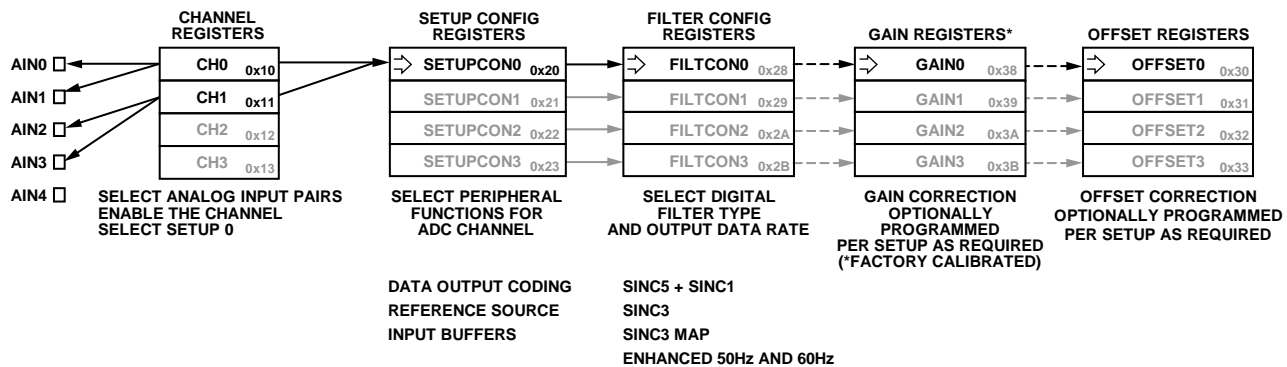 CHANNEL
REGISTERS
SETUP CONFIG
REGISTERS
FILTER CONFIG
REGISTERS
GAIN REGISTERS*
OFFSET REGISTERS
AIN0
AIN1
AIN2
AIN3
AIN4
CH0 0x10
CH1 0x11
CH2 0x12
CH3 0x13
SETUPCON0 0x20
SETUPCON1 0x21
SETUPCON2 0x22
SETUPCON3 0x23
FILTCON0 0x28
FILTCON1 0x29
FILTCON2 0x2A
FILTCON3 0x2B
GAIN0 0x38
GAIN1 0x39
GAIN2 0x3A
GAIN3 0x3B
OFFSET0 0x30
OFFSET1 0x31
OFFSET2 0x32
OFFSET3 0x33
SELECT ANALOG INPUT PAIRS
ENABLE THE CHANNEL
SELECT SETUP 0
SELECT PERIPHERAL
FUNCTIONS FOR
ADC CHANNEL
SELECT DIGITAL
FILTER TYPE
AND OUTPUT DATA RATE
GAIN CORRECTION
OPTIONALLY
PROGRAMMED
PER SETUP AS REQUIRED
(*FACTORY CALIBRATED)
OFFSET CORRECTION
OPTIONALLY PROGRAMMED
PER SETUP AS REQUIRED
DATA OUTPUT CODING
REFERENCE SOURCE
INPUT BUFFERS
SINC5 + SINC1
SINC3
SINC3 MAP
ENHANCED 50Hz AND 60Hz